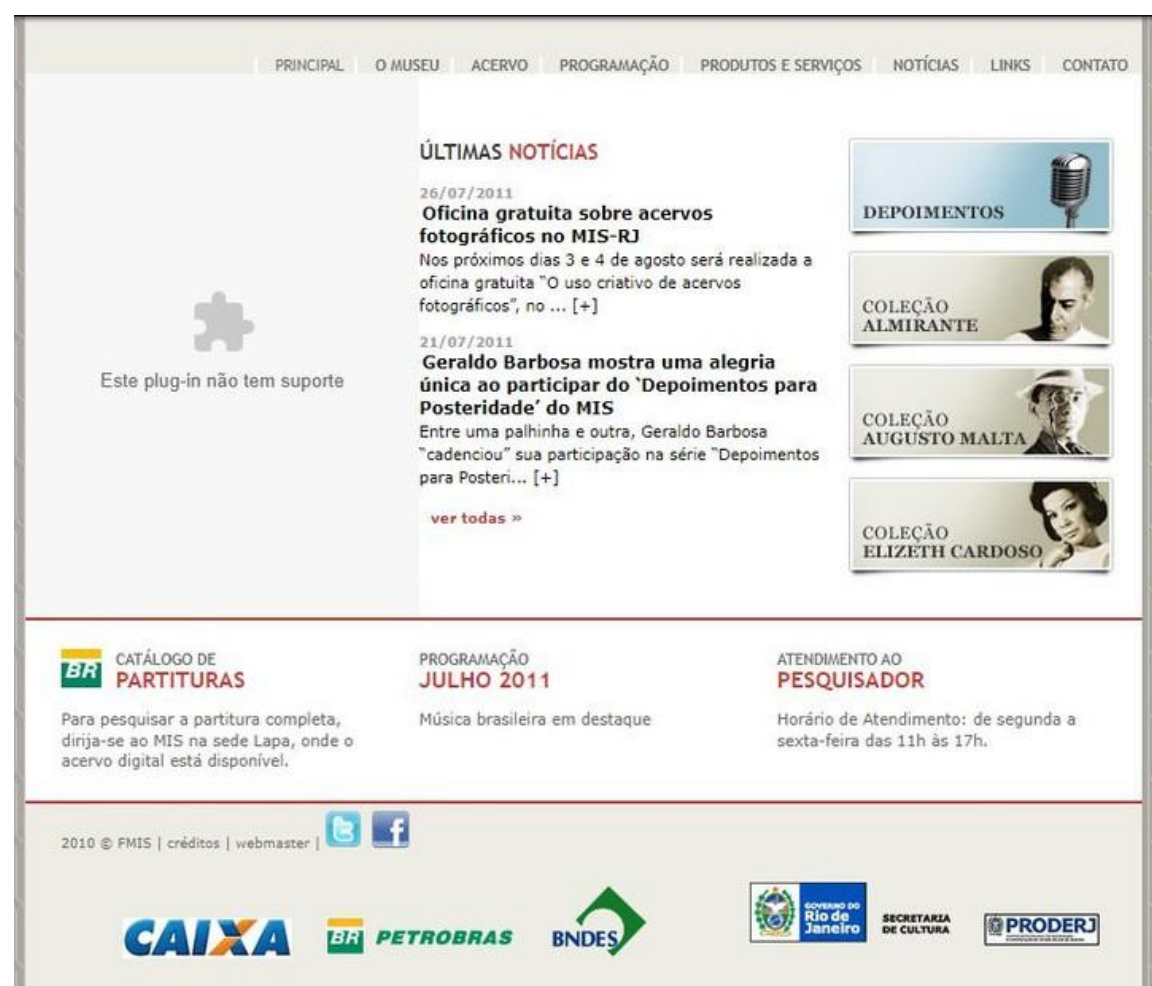 PRINCIPAL O MUSEU ACERVO PROGRAMAÇÃO PRODUTOS E SERVIÇOS NOTÍCIAS LINKS CONTATO
Este plug-in não tem suporte
ÚLTIMAS NOTÍCIAS
26/07/2011
Oficina gratuita sobre acervos
fotográficos no MIS-RJ
Nos próximos dias 3 e 4 de agosto será realizada a
oficina gratuita "O uso criativo de acervos
fotográficos", no ... [+]
21/07/2011
Geraldo Barbosa mostra uma alegria
única ao participar do 'Depoimentos para
Posteridade' do MIS
Entre uma palhinha e outra, Geraldo Barbosa
"cadenciou" sua participação na série "Depoimentos
para Posteri... [+]
ver todas »
DEPOIMENTOS
COLEÇÃO
ALMIRANTE
COLEÇÃO
AUGUSTO MALTA
COLEÇÃO
ELIZETH CARDOSO
BR
CATÁLOGO DE
PARTITURAS
Para pesquisar a partitura completa,
dirija-se ao MIS na sede Lapa, onde o
acervo digital está disponível.
PROGRAMAÇÃO
JULHO 2011
Música brasileira em destaque
ATENDIMENTO AO
PESQUISADOR
Horário de Atendimento: de segunda a
sexta-feira das 11h às 17h.
2010 © FMIS | créditos | webmaster |
CAIXA
BR PETROBRAS
BNDES
GOVERNO DO
Rio de
Janeiro
SECRETARIA
DE CULTURA
PRODERJ